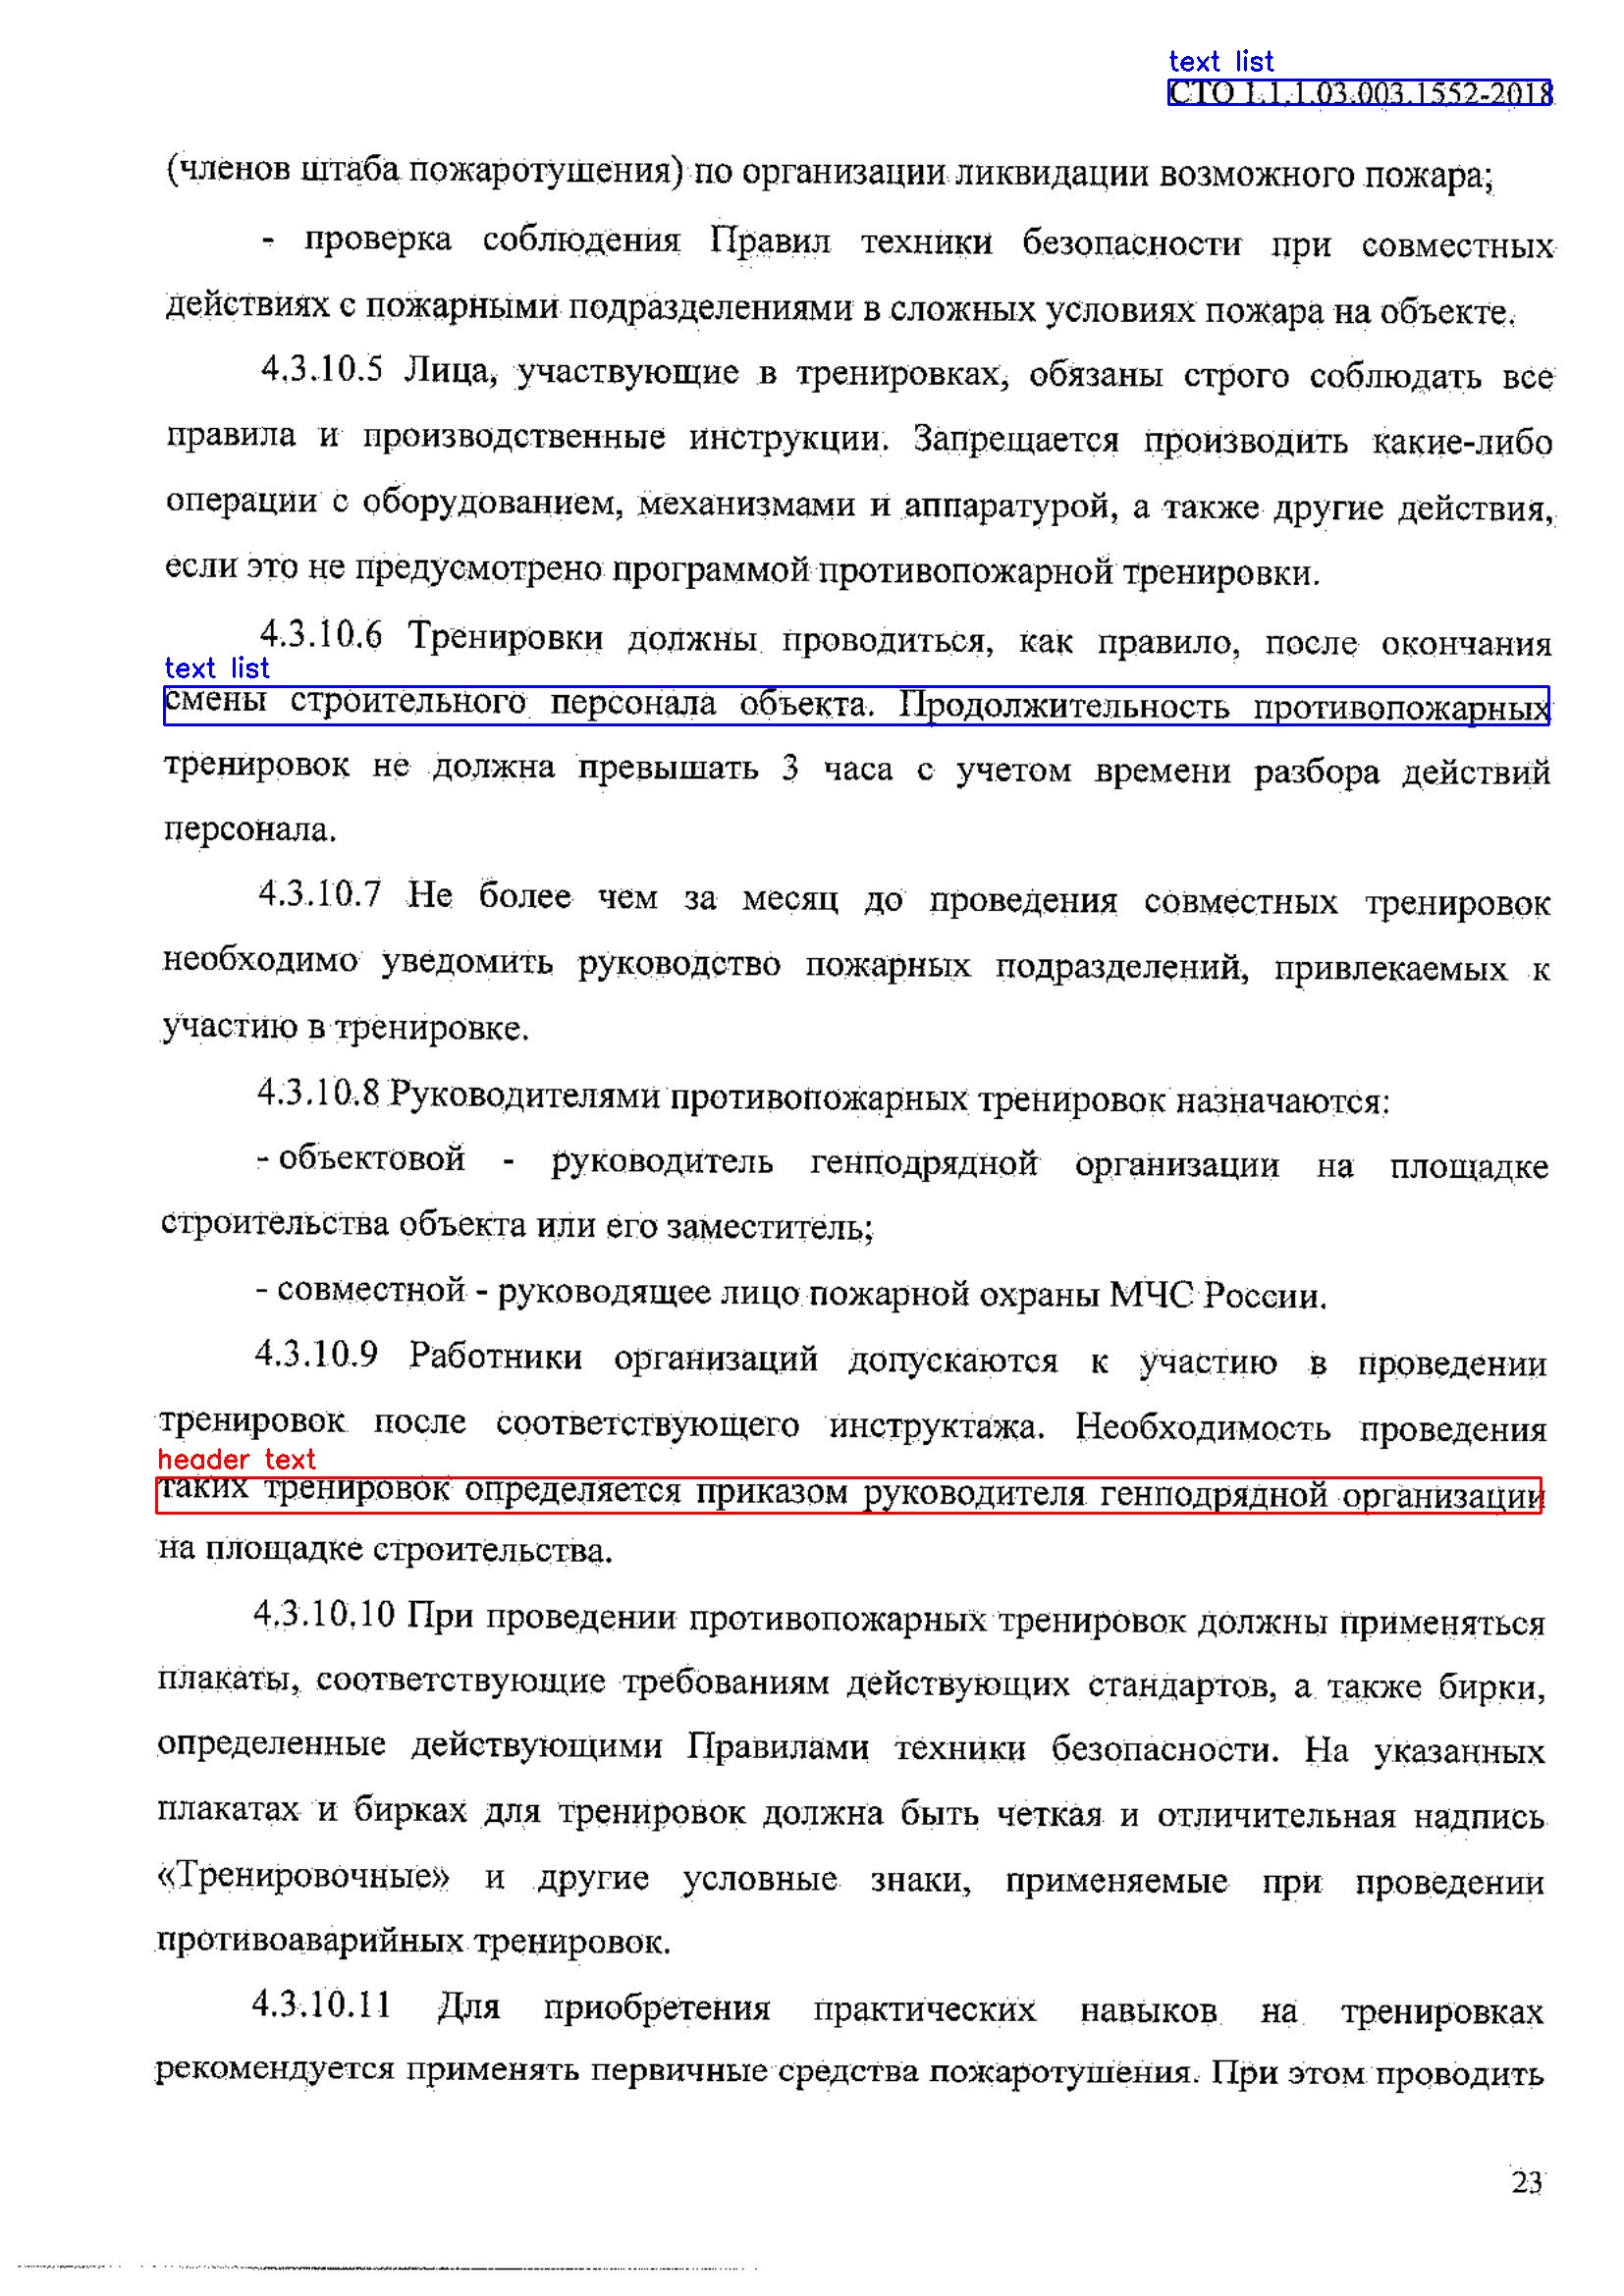 text list
СТО 1.1.1.03.003.1552-2018
(членов штаба пожаротушения) по организации ликвидации возможного пожара;
- проверка соблюдения Правил техники безопасности при совместных
действиях с пожарными подразделениями в сложных условиях пожара на объекте.
4.3.10.5 Лица, участвующие в тренировках, обязаны строго соблюдать все
правила и производственные инструкции. Запрещается производить какие-либо
операции с оборудованием, механизмами и аппаратурой, а также другие действия,
если это не предусмотрено программой противопожарной тренировки.
4.3.10.6 Тренировки должны проводиться, как правило, после окончания
text list
смены строительного персонала объекта. Продолжительность противопожарных
тренировок не должна превышать 3 часа с учетом времени разбора действий
персонала.
4.3.10.7 Не более чем за месяц до проведения совместных тренировок
необходимо уведомить руководство пожарных подразделений, привлекаемых к
участию в тренировке.
4.3.10.8 Руководителями противопожарных тренировок назначаются:
- объектовой - руководитель генподрядной организации на площадке
строительства объекта или его заместитель;
- совместной - руководящее лицо пожарной охраны МЧС России.
4.3.10.9 Работники организаций допускаются к участию в проведении
тренировок после соответствующего инструктажа. Необходимость проведения
header text
таких тренировок определяется приказом руководителя генподрядной организации
на площадке строительства.
4.3.10.10 При проведении противопожарных тренировок должны применяться
плакаты, соответствующие требованиям действующих стандартов, а также бирки,
определенные действующими Правилами техники безопасности. На указанных
плакатах и бирках для тренировок должна быть четкая и отличительная надпись
«Тренировочные» и другие условные знаки, применяемые при проведении
противоаварийных тренировок.
4.3.10.11 Для приобретения практических навыков на тренировках
рекомендуется применять первичные средства пожаротушения. При этом проводить
23